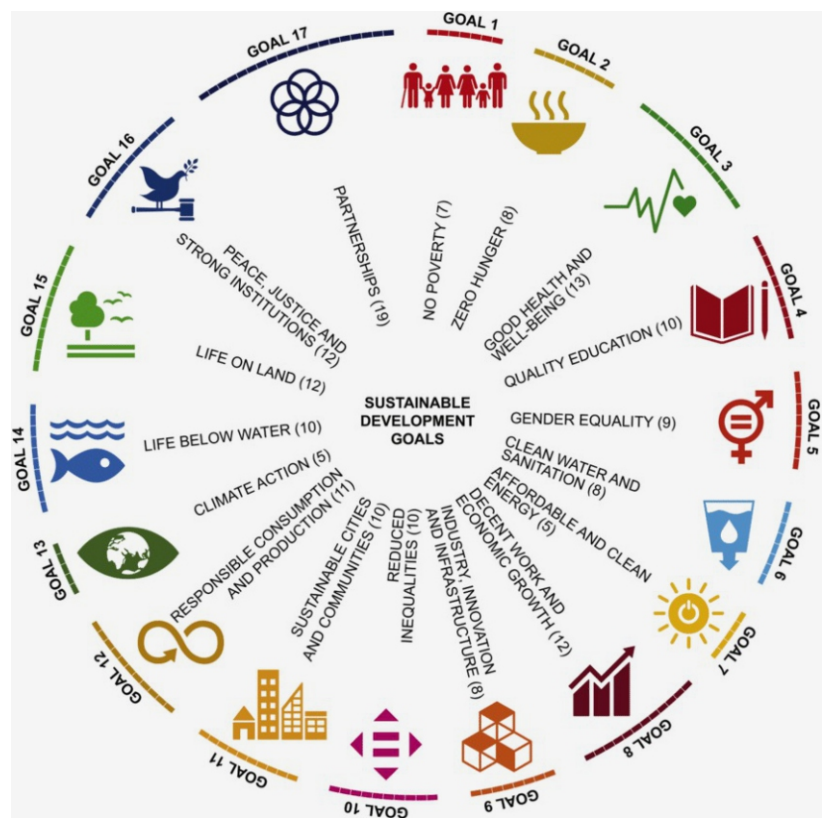 GOAL 1
GOAL 2
GOAL 3
GOAL 4
GOAL 5
GOAL 6
GOAL 7
GOAL 8
GOAL 9
GOAL 10
GOAL 11
GOAL 12
GOAL 13
GOAL 14
GOAL 15
GOAL 16
GOAL 17
NO POVERTY (7)
ZERO HUNGER (8)
GOOD HEALTH AND
WELL-BEING (13)
QUALITY EDUCATION (10)
GENDER EQUALITY (9)
CLEAN WATER AND
SANITATION (8)
AFFORDABLE AND CLEAN
ENERGY (5)
DECENT WORK AND
ECONOMIC GROWTH (12)
INDUSTRY, INNOVATION
AND INFRASTRUCTURE (8)
REDUCED
INEQUALITIES (10)
SUSTAINABLE CITIES
AND COMMUNITIES (10)
RESPONSIBLE CONSUMPTION
AND PRODUCTION (11)
CLIMATE ACTION (5)
LIFE BELOW WATER (10)
LIFE ON LAND (12)
PEACE, JUSTICE AND
STRONG INSTITUTIONS (12)
PARTNERSHIPS (19)
SUSTAINABLE
DEVELOPMENT
GOALS